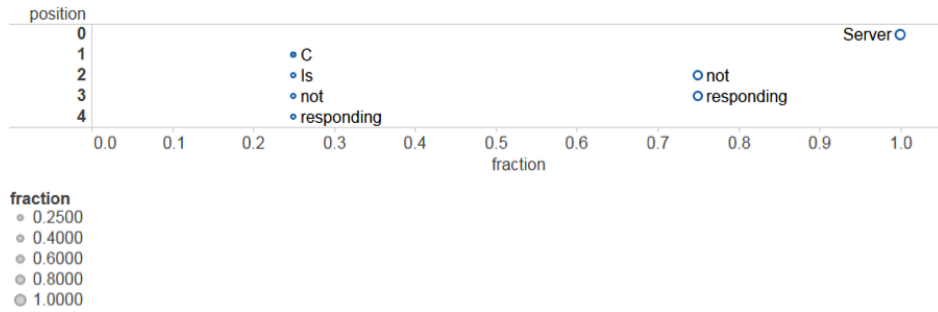 position
0 Server
1 C
2 Is not
3 not responding
4 responding
0.0 0.1 0.2 0.3 0.4 0.5 0.6 0.7 0.8 0.9 1.0
fraction
fraction
0.2500
0.4000
0.6000
0.8000
1.0000